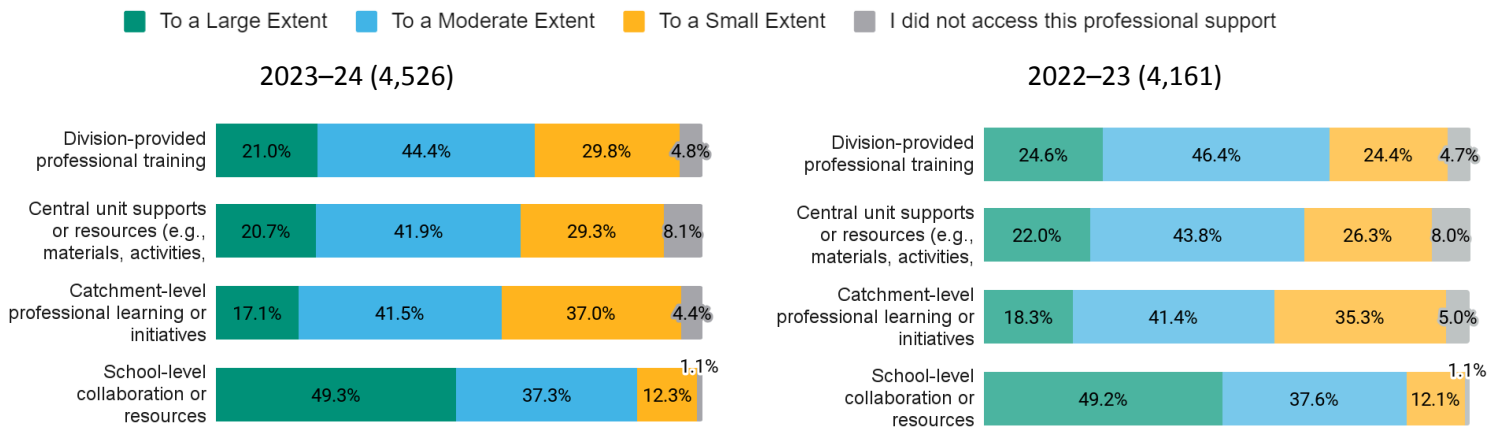 To a Large Extent To a Moderate Extent To a Small Extent I did not access this professional support
2023–24 (4,526)
Division-provided
professional training
21.0% 44.4% 29.8% 4.8%
Central unit supports
or resources (e.g.,
materials, activities,
20.7% 41.9% 29.3% 8.1%
Catchment-level
professional learning or
initiatives
17.1% 41.5% 37.0% 4.4%
School-level
collaboration or
resources
49.3% 37.3% 12.3% 1.1%
2022–23 (4,161)
Division-provided
professional training
24.6% 46.4% 24.4% 4.7%
Central unit supports
or resources (e.g.,
materials, activities,
22.0% 43.8% 26.3% 8.0%
Catchment-level
professional learning or
initiatives
18.3% 41.4% 35.3% 5.0%
School-level
collaboration or
resources
49.2% 37.6% 12.1% 1.1%